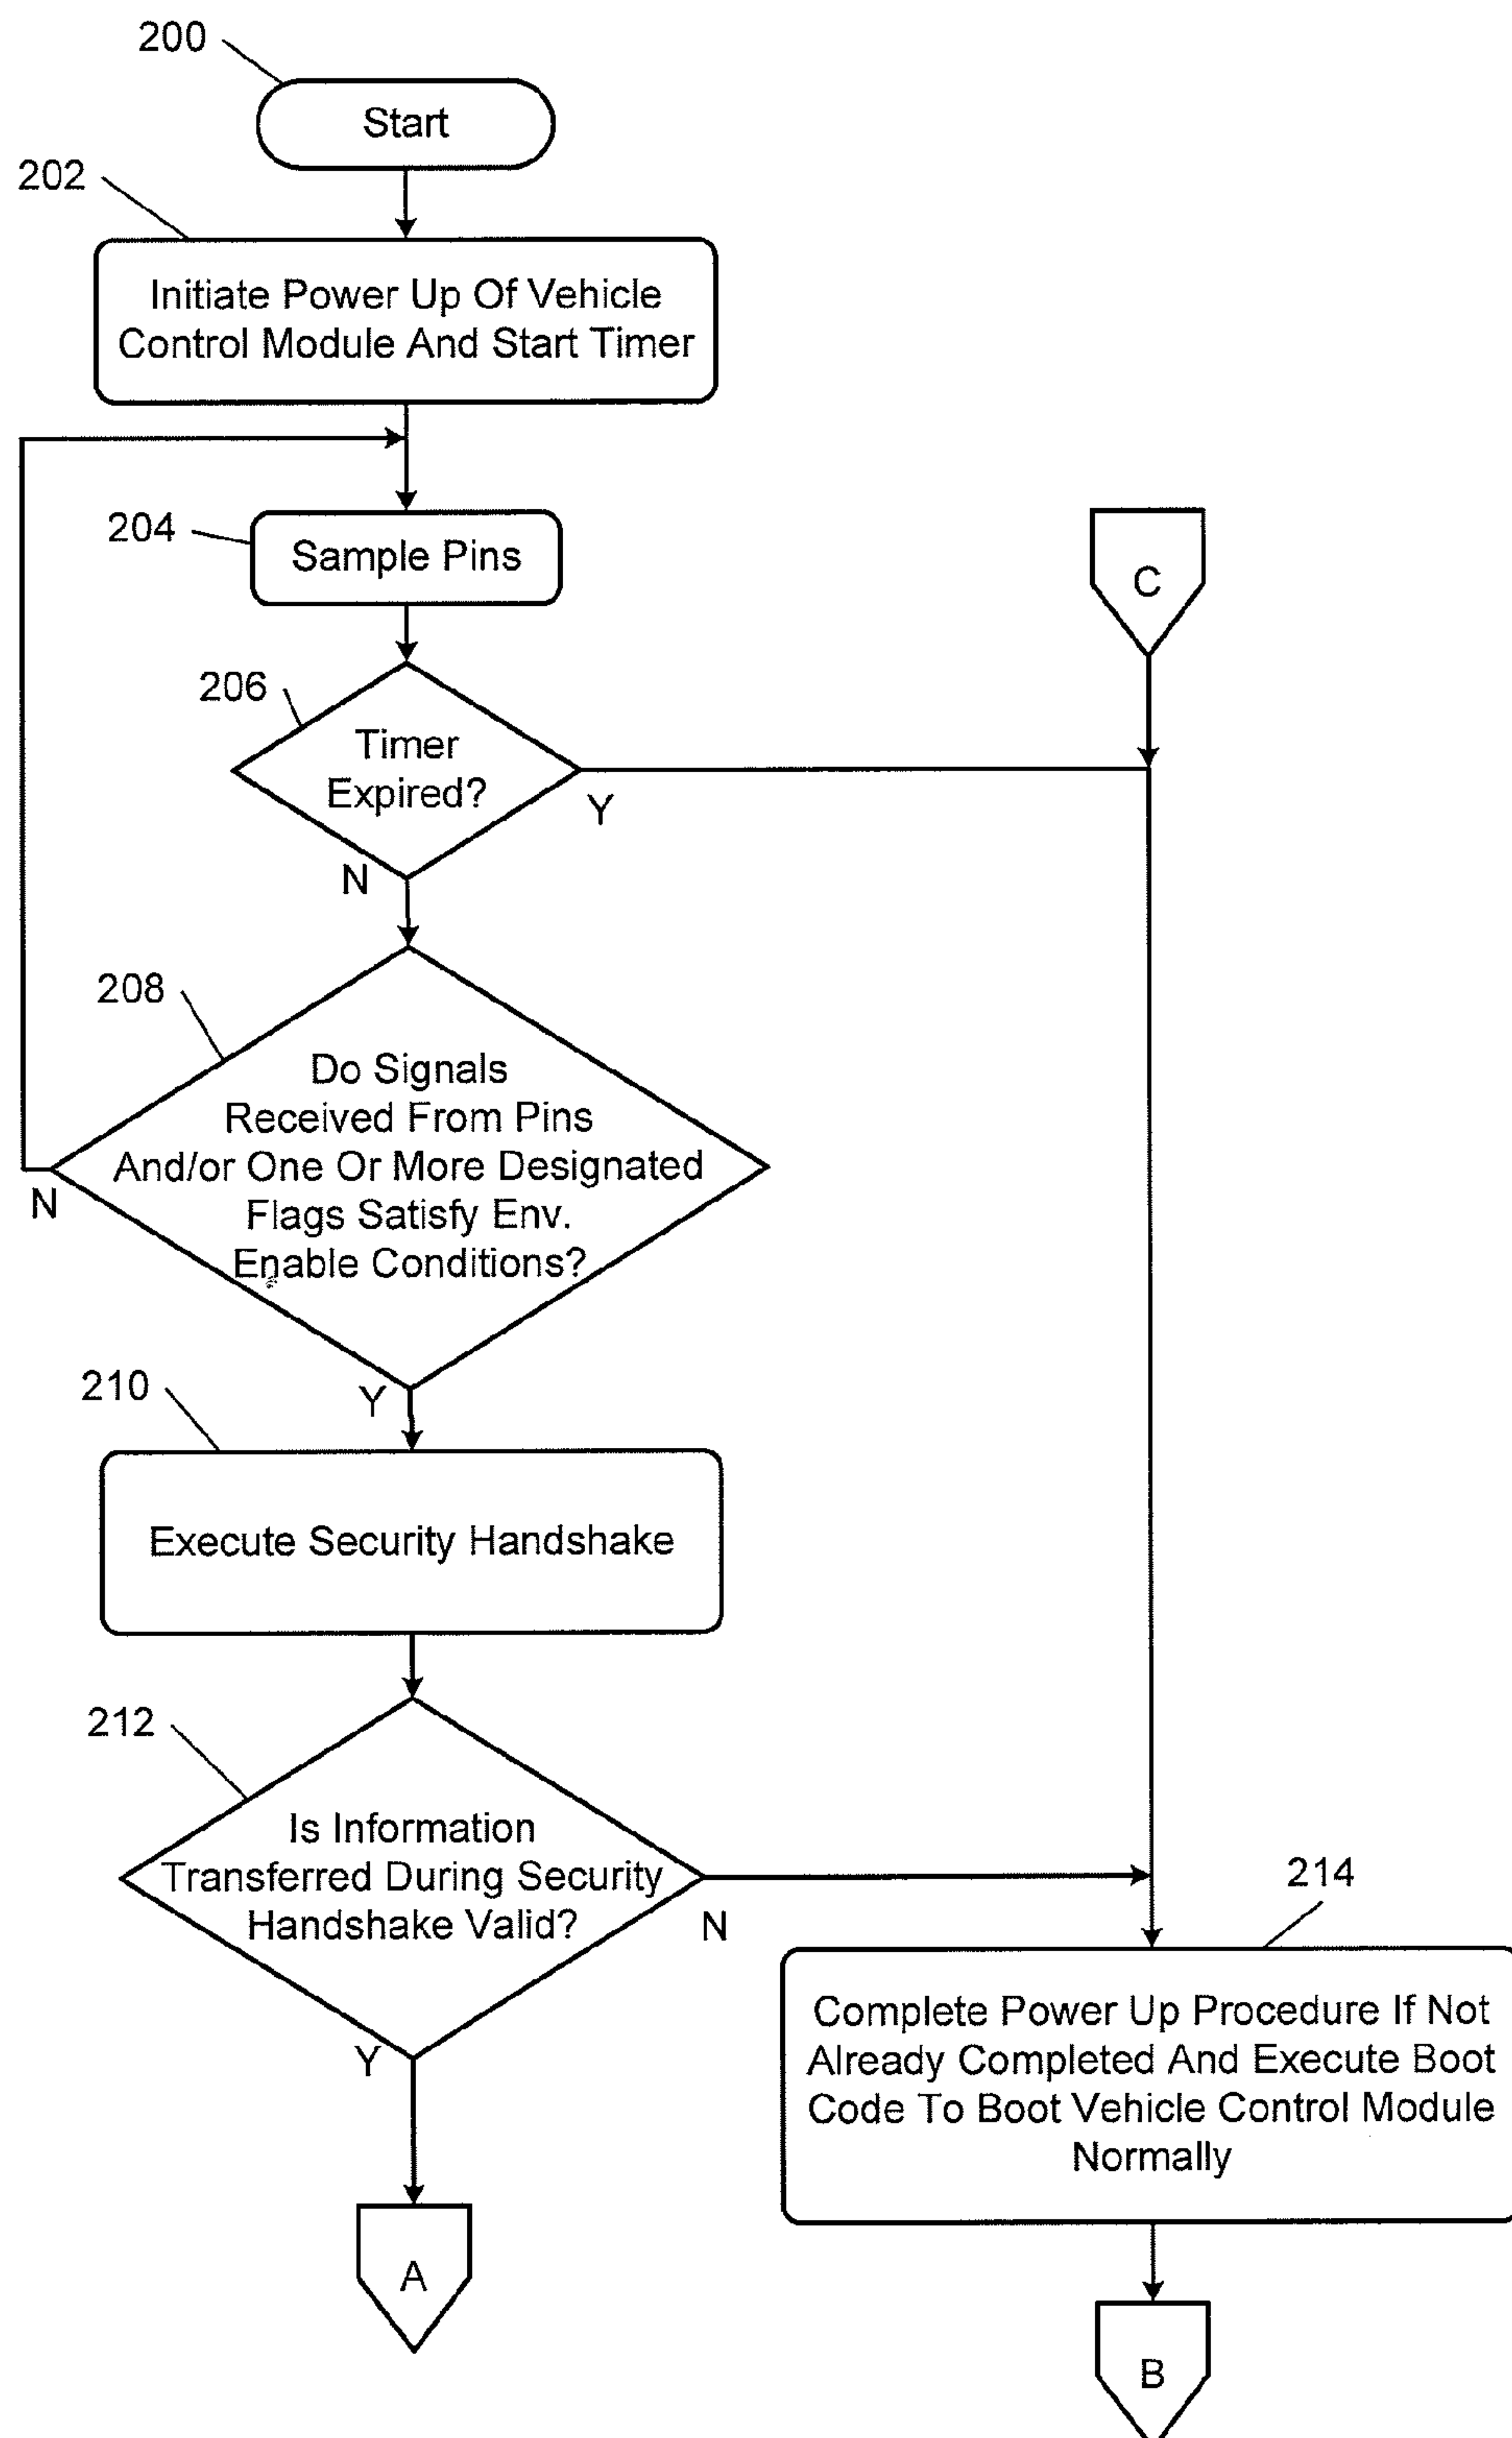 200
Start
202
Initiate Power Up Of Vehicle
Control Module And Start Timer
204
Sample Pins
C
206
Timer
Expired?
Y
N
208
Do Signals
Received From Pins
And/or One Or More Designated
Flags Satisfy Env.
Enable Conditions?
N
Y
210
Execute Security Handshake
212
Is Information
Transferred During Security
Handshake Valid?
N
Y
214
Complete Power Up Procedure If Not
Already Completed And Execute Boot
Code To Boot Vehicle Control Module
Normally
A
B